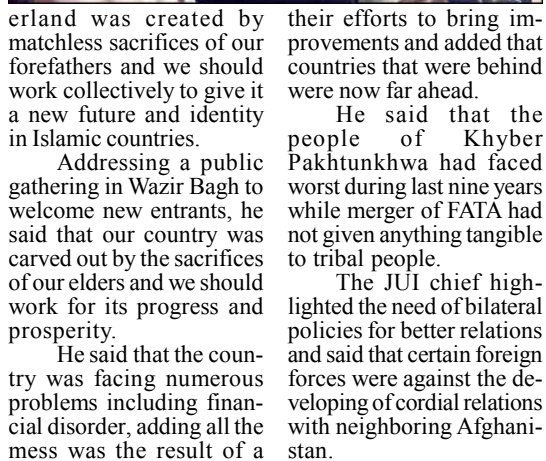 erland was created by
matchless sacrifices of our
forefathers and we should
work collectively to give it
a new future and identity
in Islamic countries.
Addressing a public
gathering in Wazir Bagh to
welcome new entrants, he
said that our country was
carved out by the sacrifices
of our elders and we should
work for its progress and
prosperity.
He said that the coun-
try was facing numerous
problems including finan-
cial disorder, adding all the
mess was the result of a
their efforts to bring im-
provements and added that
countries that were behind
were now far ahead.
He said that the
people of Khyber
Pakhtunkhwa had faced
worst during last nine years
while merger of FATA had
not given anything tangible
to tribal people.
The JUI chief high-
lighted the need of bilateral
policies for better relations
and said that certain foreign
forces were against the de-
veloping of cordial relations
with neighboring Afghani-
stan.